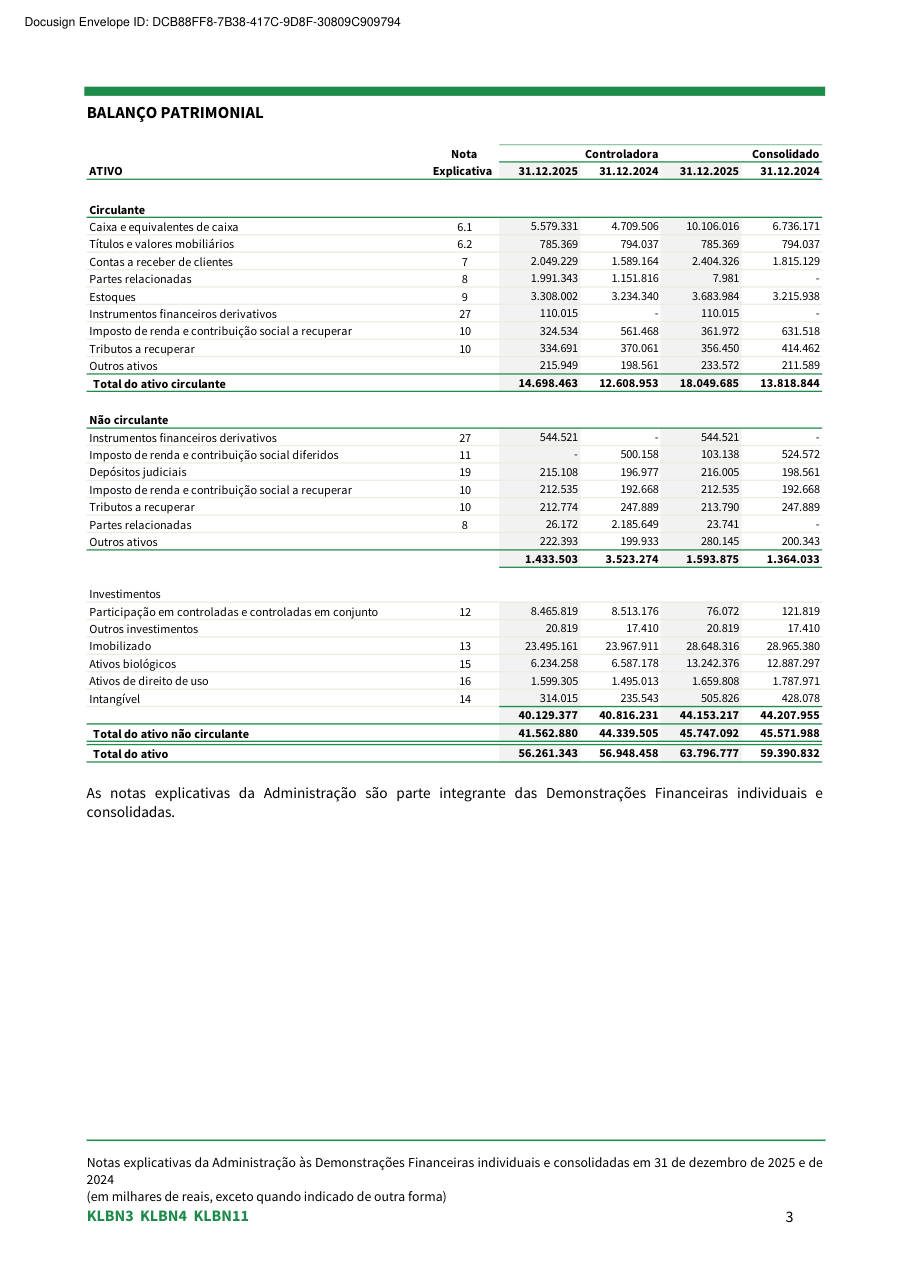 Docusign Envelope ID: DCB88FF8-7B38-417C-9D8F-30809C909794
BALANÇO PATRIMONIAL
Nota Controladora Consolidado
ATIVO Explicativa 31.12.2025 31.12.2024 31.12.2025 31.12.2024
Circulante
Caixa e equivalentes de caixa 6.1 5.579.331 4.709.506 10.106.016 6.736.171
Títulos e valores mobiliários 6.2 785.369 794.037 785.369 794.037
Contas a receber de clientes 7 2.049.229 1.589.164 2.404.326 1.815.129
Partes relacionadas 8 1.991.343 1.151.816 7.981 -
Estoques 9 3.308.002 3.234.340 3.683.984 3.215.938
Instrumentos financeiros derivativos 27 110.015 - 110.015 -
Imposto de renda e contribuição social a recuperar 10 324.534 561.468 361.972 631.518
Tributos a recuperar 10 334.691 370.061 356.450 414.462
Outros ativos 215.949 198.561 233.572 211.589
Total do ativo circulante 14.698.463 12.608.953 18.049.685 13.818.844
Não circulante
Instrumentos financeiros derivativos 27 544.521 - 544.521 -
Imposto de renda e contribuição social diferidos 11 - 500.158 103.138 524.572
Depósitos judiciais 19 215.108 196.977 216.005 198.561
Imposto de renda e contribuição social a recuperar 10 212.535 192.668 212.535 192.668
Tributos a recuperar 10 212.774 247.889 213.790 247.889
Partes relacionadas 8 26.172 2.185.649 23.741 -
Outros ativos 222.393 199.933 280.145 200.343
1.433.503 3.523.274 1.593.875 1.364.033
Investimentos
Participação em controladas e controladas em conjunto 12 8.465.819 8.513.176 76.072 121.819
Outros investimentos 20.819 17.410 20.819 17.410
Imobilizado 13 23.495.161 23.967.911 28.648.316 28.965.380
Ativos biológicos 15 6.234.258 6.587.178 13.242.376 12.887.297
Ativos de direito de uso 16 1.599.305 1.495.013 1.659.808 1.787.971
Intangível 14 314.015 235.543 505.826 428.078
40.129.377 40.816.231 44.153.217 44.207.955
Total do ativo não circulante 41.562.880 44.339.505 45.747.092 45.571.988
Total do ativo 56.261.343 56.948.458 63.796.777 59.390.832
As notas explicativas da Administração são parte integrante das Demonstrações Financeiras individuais e
consolidadas.
Notas explicativas da Administração às Demonstrações Financeiras individuais e consolidadas em 31 de dezembro de 2025 e de
2024
(em milhares de reais, exceto quando indicado de outra forma)
KLBN3 KLBN4 KLBN11 3